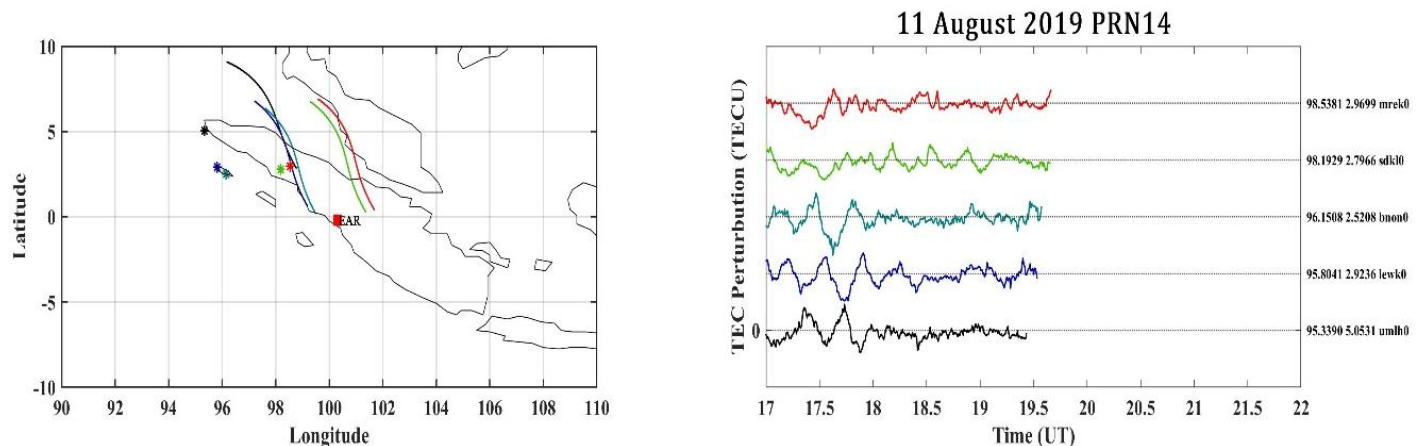 11 August 2019 PRN14
Latitude
10
5
0
-5
-10
EAR
90 92 94 96 98 100 102 104 106 108 110
Longitude
TEC Perturbution (TECU)
0
98.5381 2.9699 mrek0
98.1929 2.7966 sdkl0
96.1508 2.5208 bnon0
95.8041 2.9236 lewk0
95.3390 5.0531 umlh0
17 17.5 18 18.5 19 19.5 20 20.5 21 21.5 22
Time (UT)